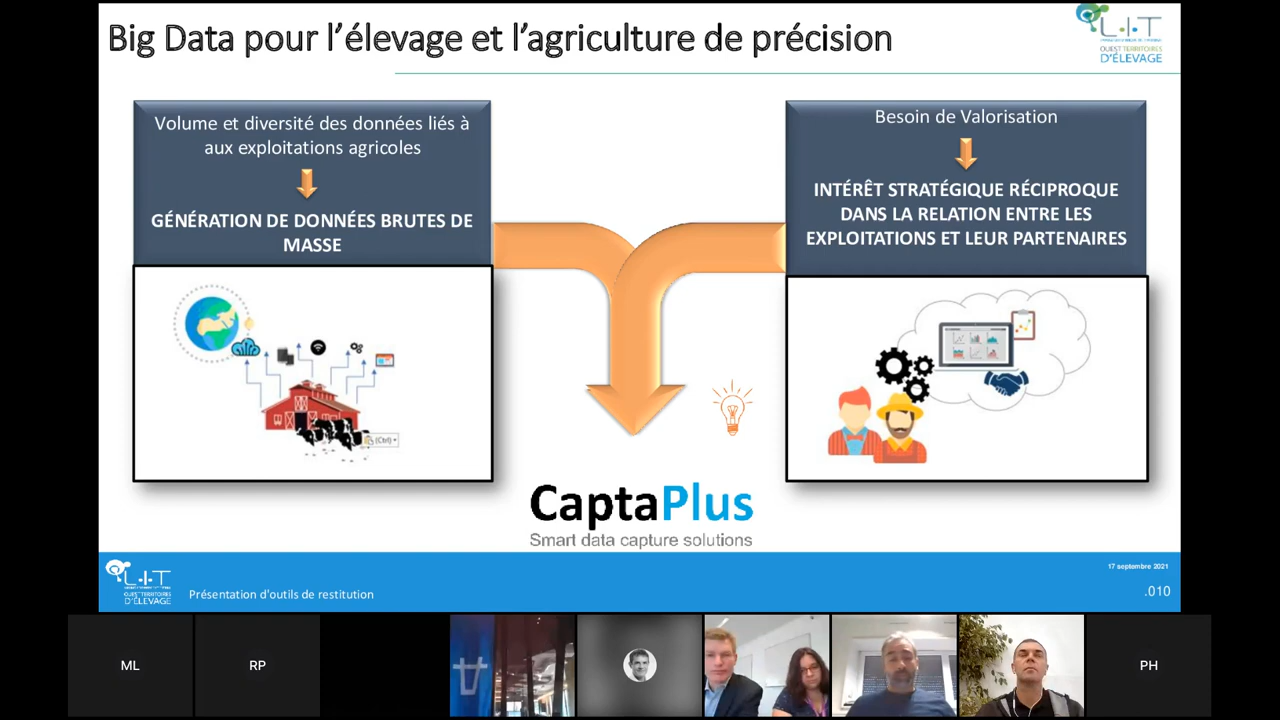 Big Data pour l'élevage et l'agriculture de précision
L·I·T
OUEST TERRITOIRES
D'ÉLEVAGE
Volume et diversité des données liés à
aux exploitations agricoles
GÉNÉRATION DE DONNÉES BRUTES DE
MASSE
Besoin de Valorisation
INTÉRÊT STRATÉGIQUE RÉCIPROQUE
DANS LA RELATION ENTRE LES
EXPLOITATIONS ET LEUR PARTENAIRES
(Ctrl)
CaptaPlus
Smart data capture solutions
L·I·T
OUEST TERRITOIRES
D'ÉLEVAGE
Présentation d'outils de restitution
17 septembre 2021
.010
ML
RP
PH